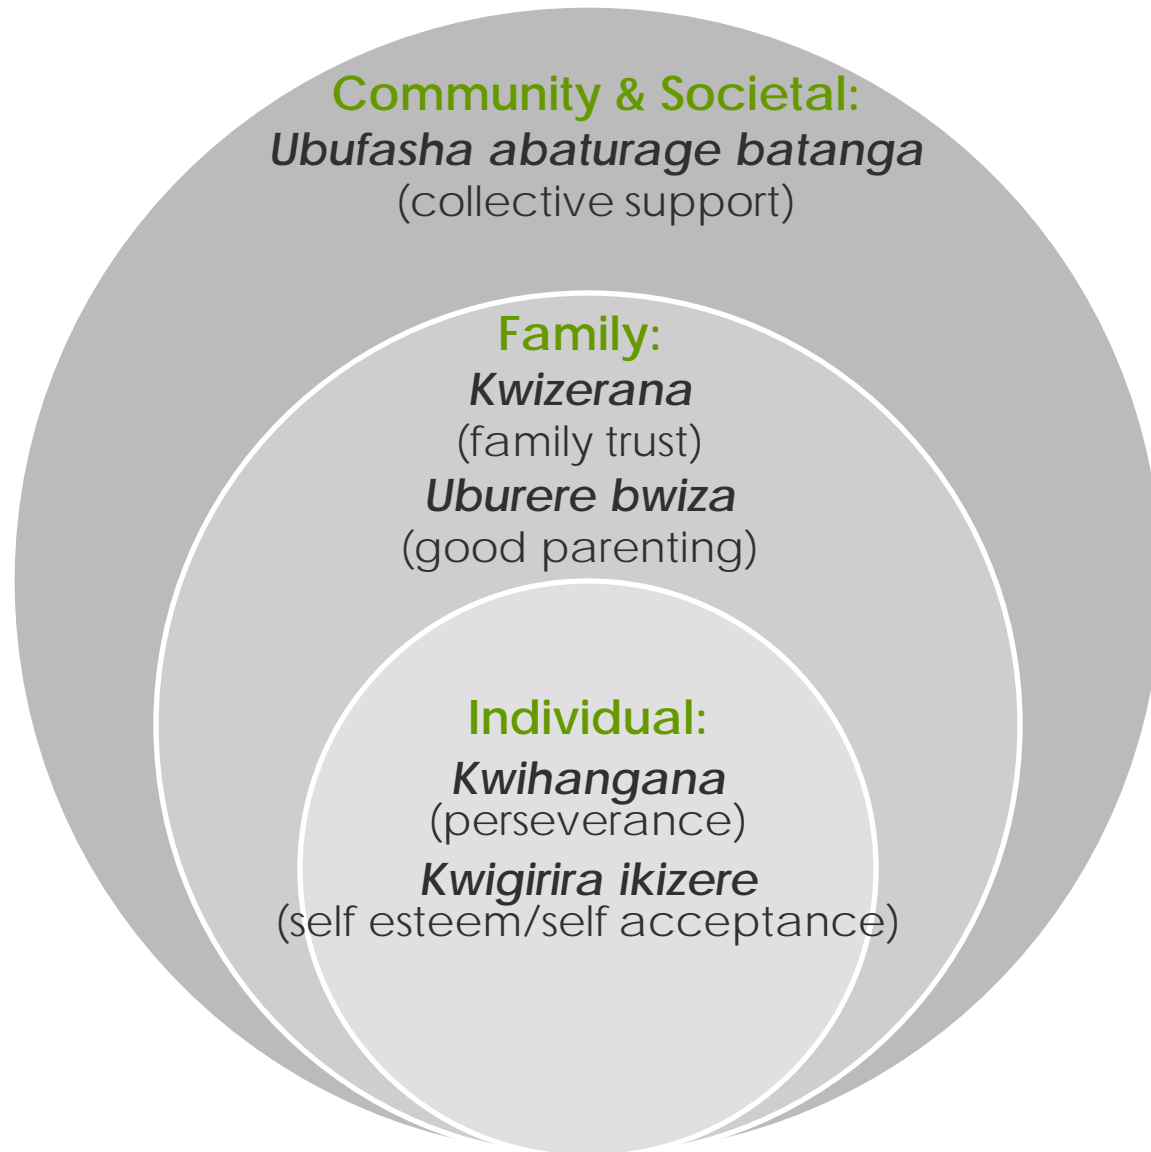 Community & Societal:
Ubufasha abaturage batanga
(collective support)
Family:
Kwizerana
(family trust)
Uburere bwiza
(good parenting)
Individual:
Kwihangana
(perseverance)
Kwigirira ikizere
(self esteem/self acceptance)